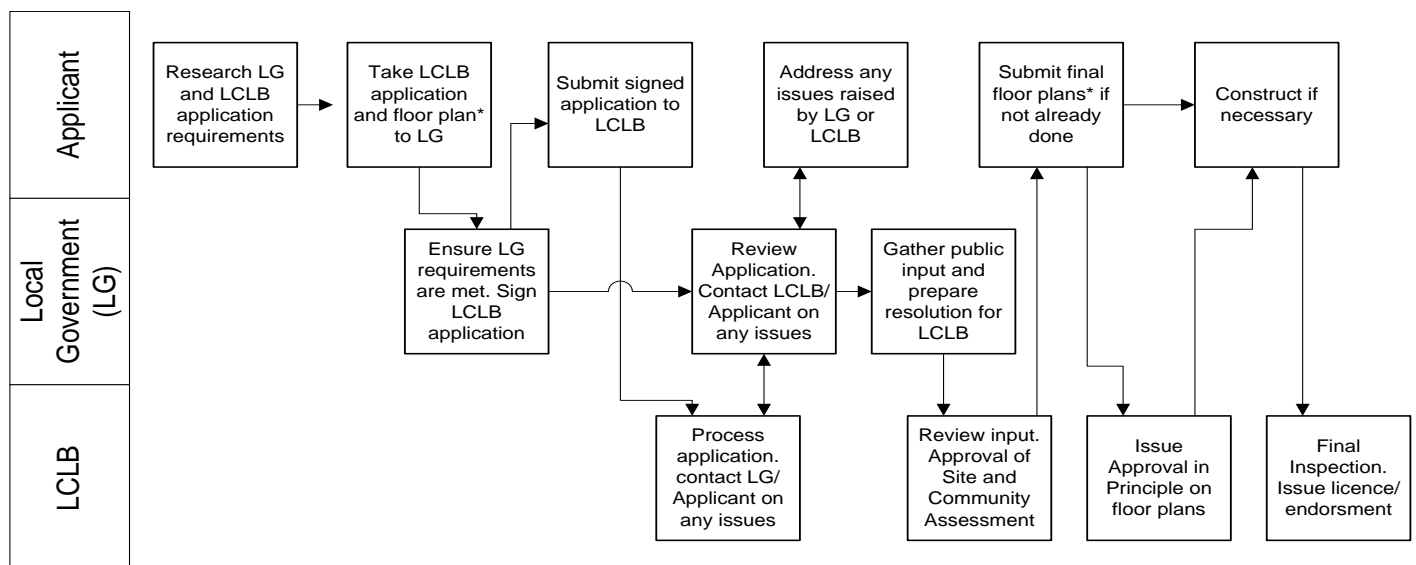 Applicant
Research LG
and LCLB
application
requirements
Take LCLB
application
and floor plan*
to LG
Submit signed
application to
LCLB
Address any
issues raised
by LG or
LCLB
Submit final
floor plans* if
not already
done
Construct if
necessary
Local
Government
(LG)
Ensure LG
requirements
are met. Sign
LCLB
application
Review
Application.
Contact LCLB/
Applicant on
any issues
Gather public
input and
prepare
resolution for
LCLB
LCLB
Process
application.
contact LG/
Applicant on
any issues
Review input.
Approval of
Site and
Community
Assessment
Issue
Approval in
Principle on
floor plans
Final
Inspection.
Issue licence/
endorsment